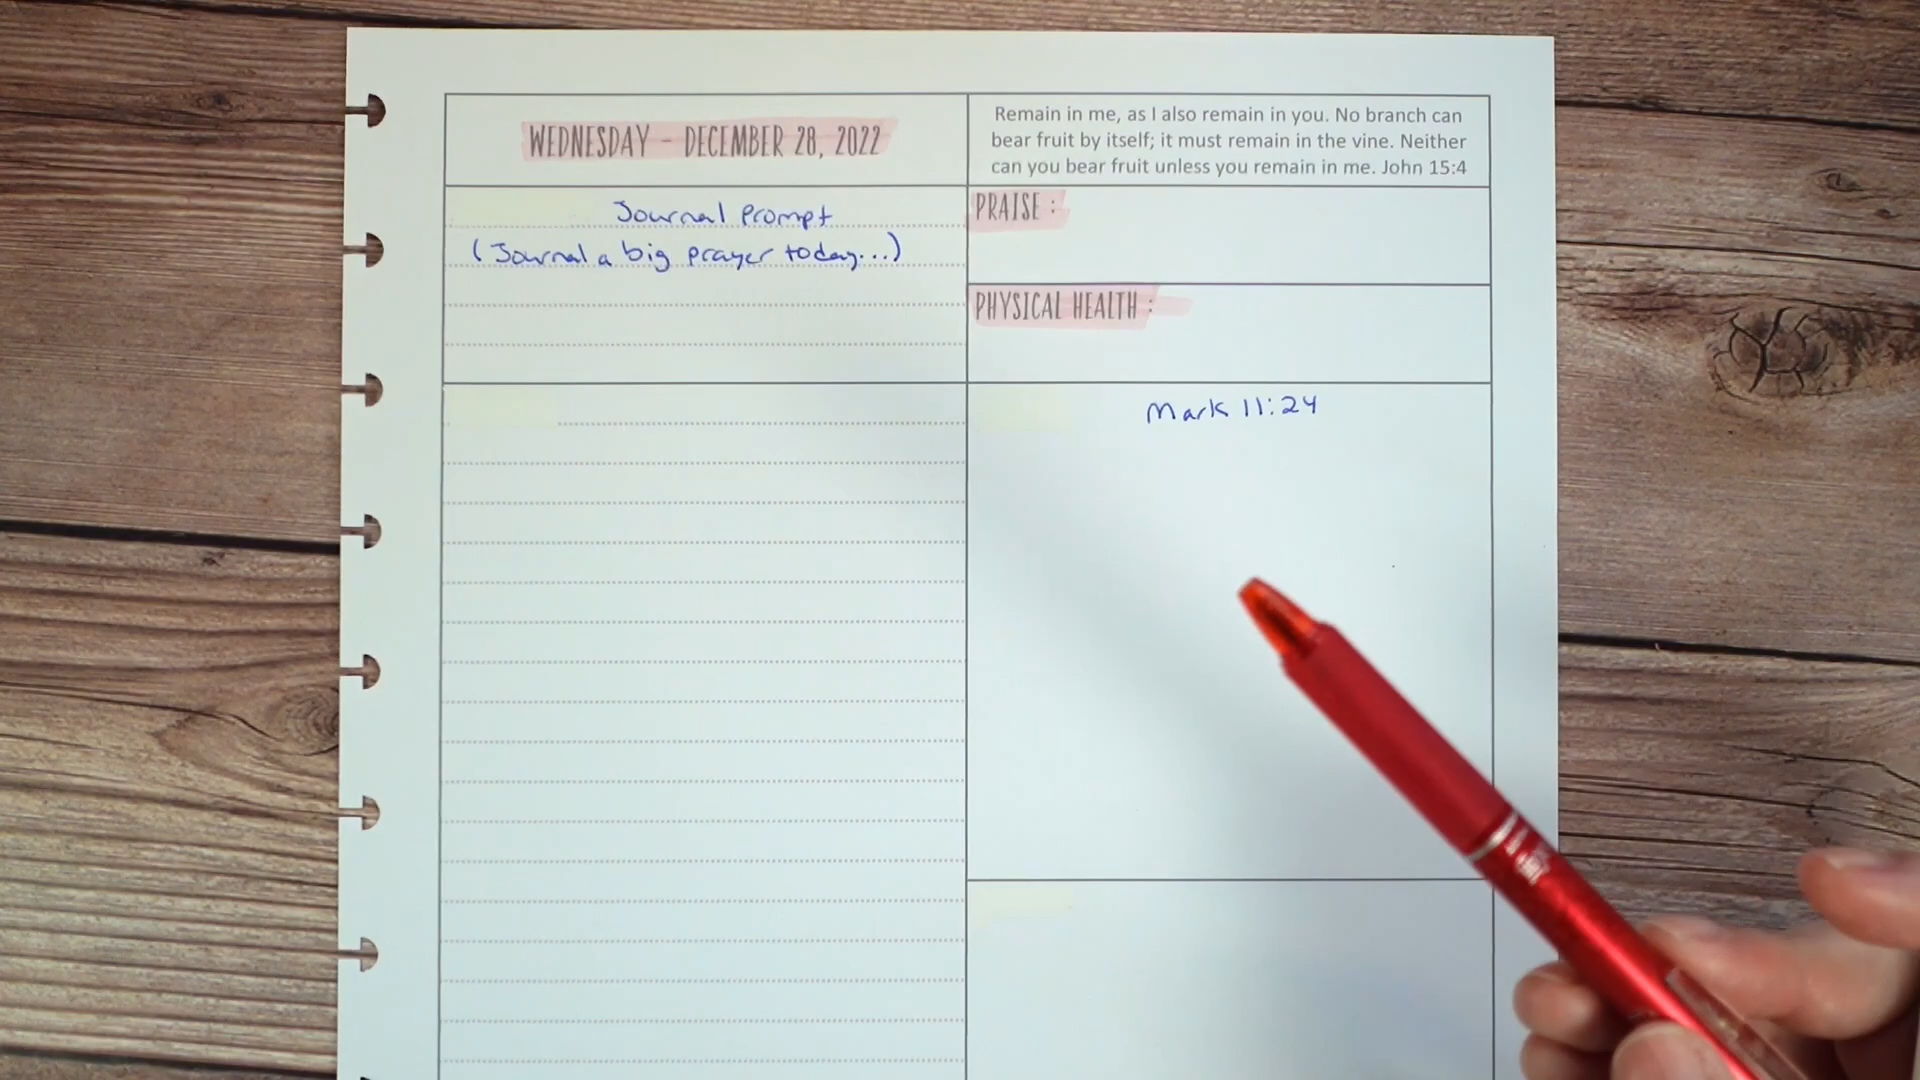 WEDNESDAY - DECEMBER 28, 2022
Remain in me, as I also remain in you. No branch can
bear fruit by itself; it must remain in the vine. Neither
can you bear fruit unless you remain in me. John 15:4
Journal Prompt
(Journal a big prayer today...)
PRAISE :
PHYSICAL HEALTH :
Mark 11:24